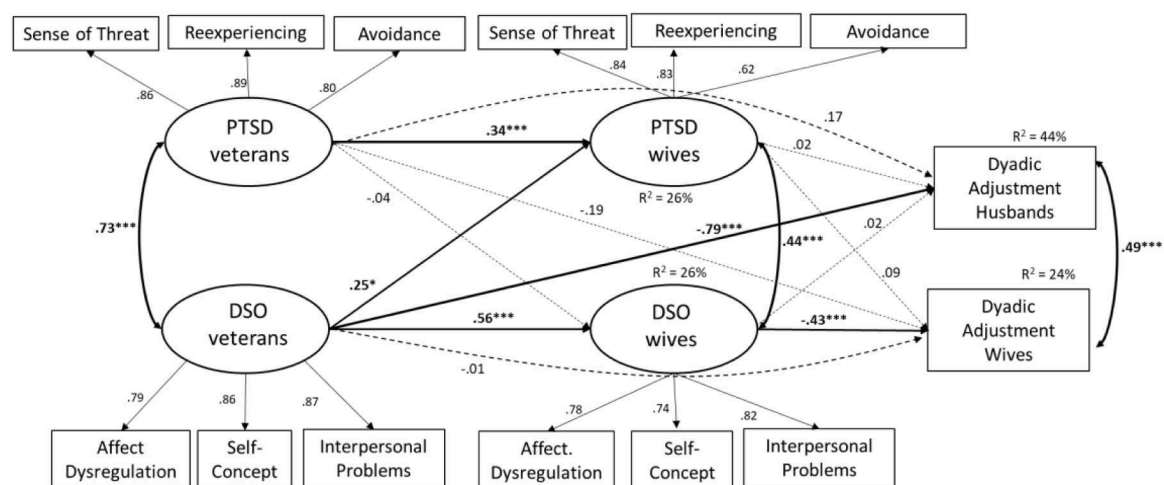 Sense of Threat
Reexperiencing
Avoidance
Sense of Threat
Reexperiencing
Avoidance
.86
.89
.80
.84
.83
.62
PTSD
veterans
PTSD
wives
.34***
.17
.02
R² = 44%
Dyadic
Adjustment
Husbands
-.04
-.19
R² = 26%
.73***
-.79***
.44***
.02
.49***
.25*
R² = 26%
.09
R² = 24%
DSO
veterans
.56***
DSO
wives
-.43***
Dyadic
Adjustment
Wives
-.01
.79
.86
.87
.78
.74
.82
Affect
Dysregulation
Self-
Concept
Interpersonal
Problems
Affect.
Dysregulation
Self-
Concept
Interpersonal
Problems